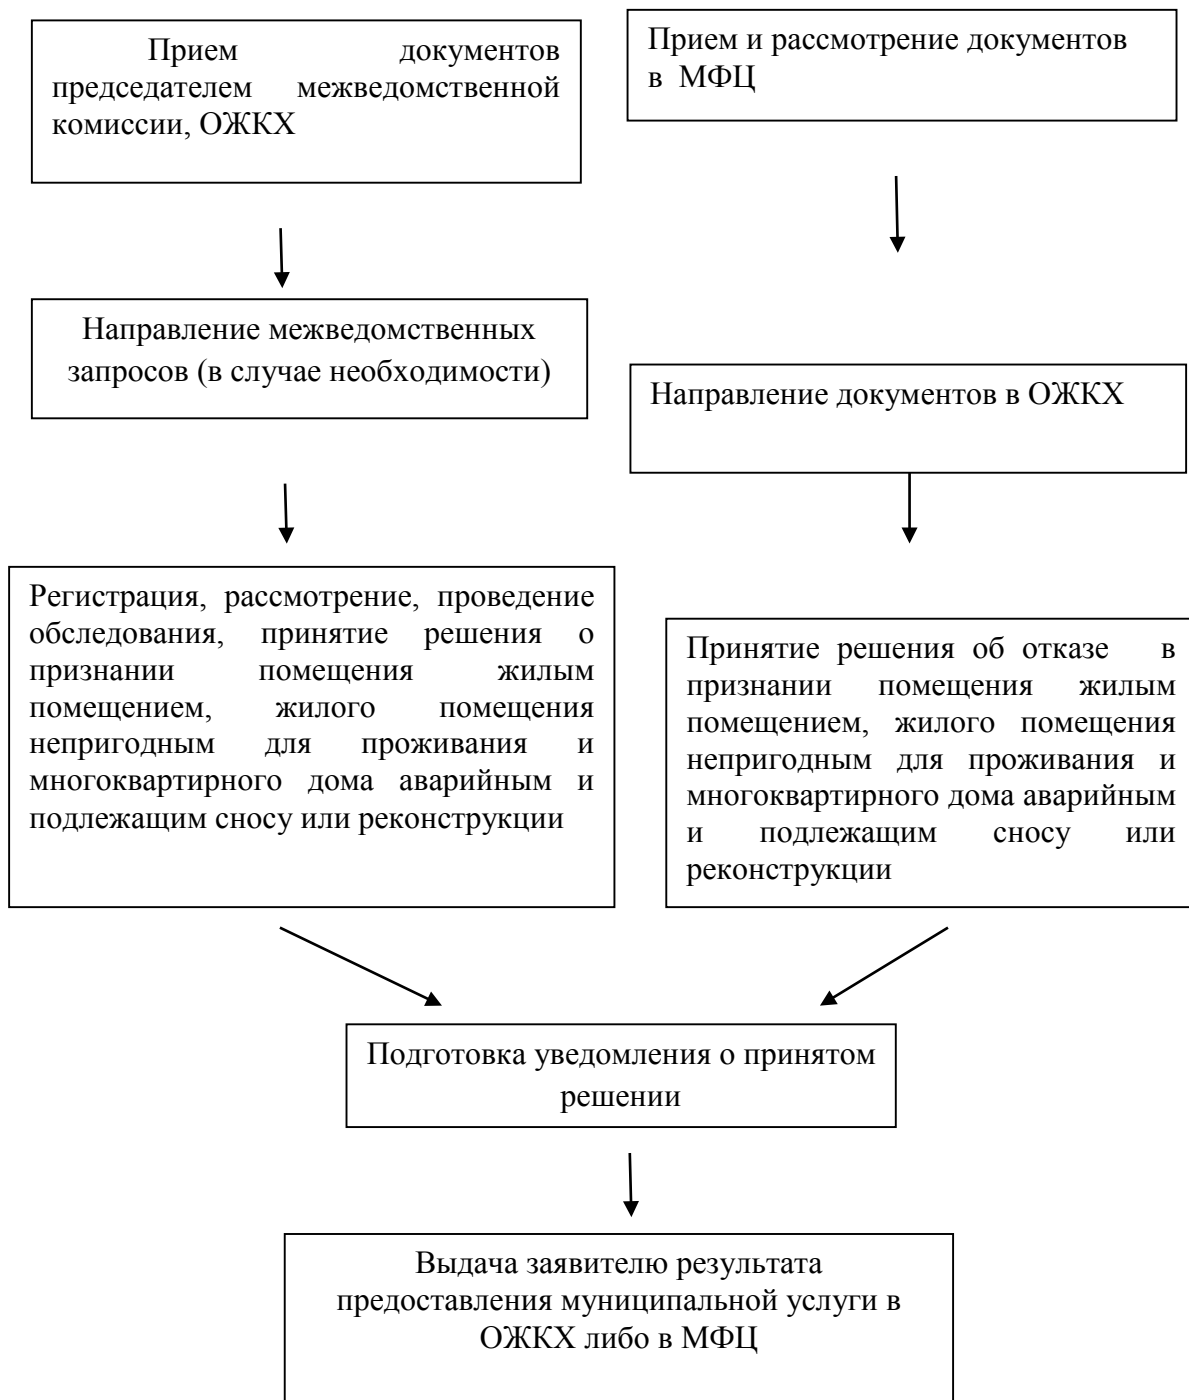 Прием документов
председателем межведомственной
комиссии, ОЖКХ
Прием и рассмотрение документов
в МФЦ
Направление межведомственных
запросов (в случае необходимости)
Направление документов в ОЖКХ
Регистрация, рассмотрение, проведение
обследования, принятие решения о
признании помещения жилым
помещением, жилого помещения
непригодным для проживания и
многоквартирного дома аварийным и
подлежащим сносу или реконструкции
Принятие решения об отказе в
признании помещения жилым
помещением, жилого помещения
непригодным для проживания и
многоквартирного дома аварийным
и подлежащим сносу или
реконструкции
Подготовка уведомления о принятом
решении
Выдача заявителю результата
предоставления муниципальной услуги в
ОЖКХ либо в МФЦ